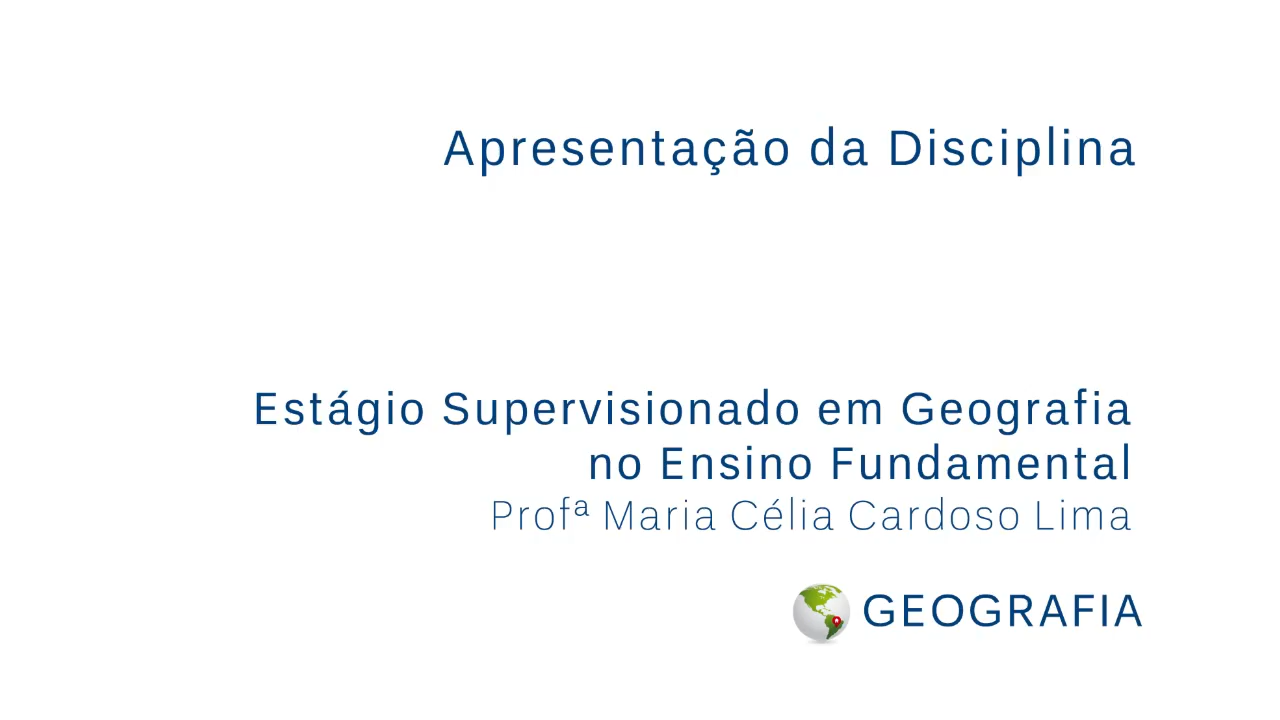 Apresentação da Disciplina
Estágio Supervisionado em Geografia
no Ensino Fundamental
Profª Maria Célia Cardoso Lima
GEOGRAFIA